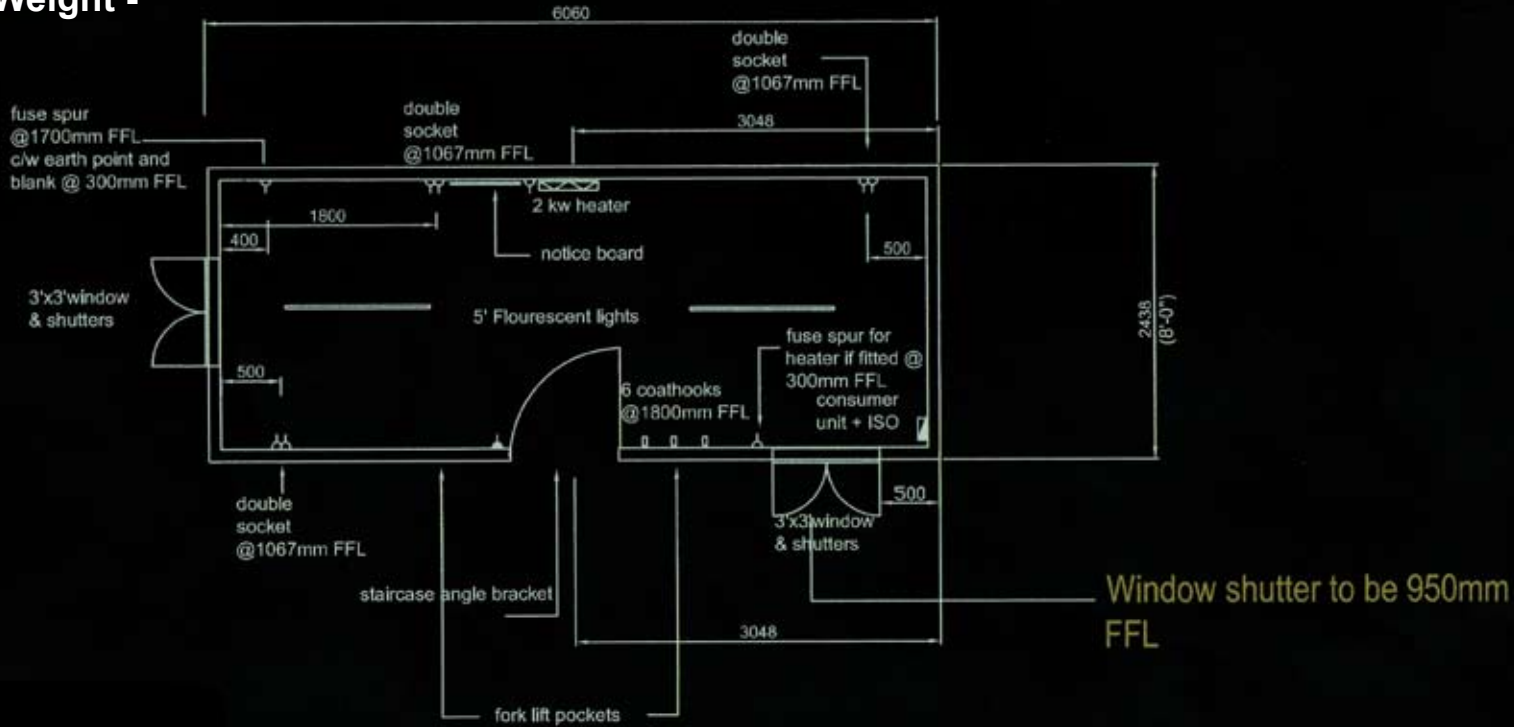 Weight -
6060
double
socket
@1067mm FFL
fuse spur
@1700mm FFL
c/w earth point and
blank @ 300mm FFL
double
socket
@1067mm FFL
3048
2 kw heater
1800
400
notice board
500
3'x3'window
& shutters
5' Flourescent lights
2438
(8'-0")
fuse spur for
heater if fitted @
300mm FFL
500
6 coathooks
@1800mm FFL
consumer
unit + ISO
double
socket
@1067mm FFL
500
3'x3'window
& shutters
staircase angle bracket
Window shutter to be 950mm
FFL
3048
fork lift pockets